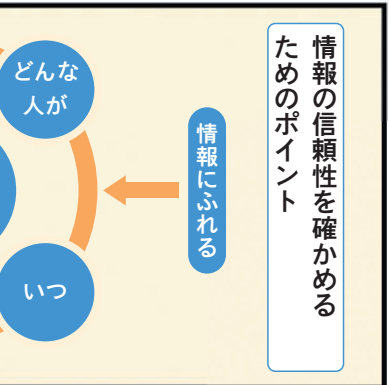 情報の信頼性を確かめる
ためのポイント
情報にふれる
どんな
人が
いつ